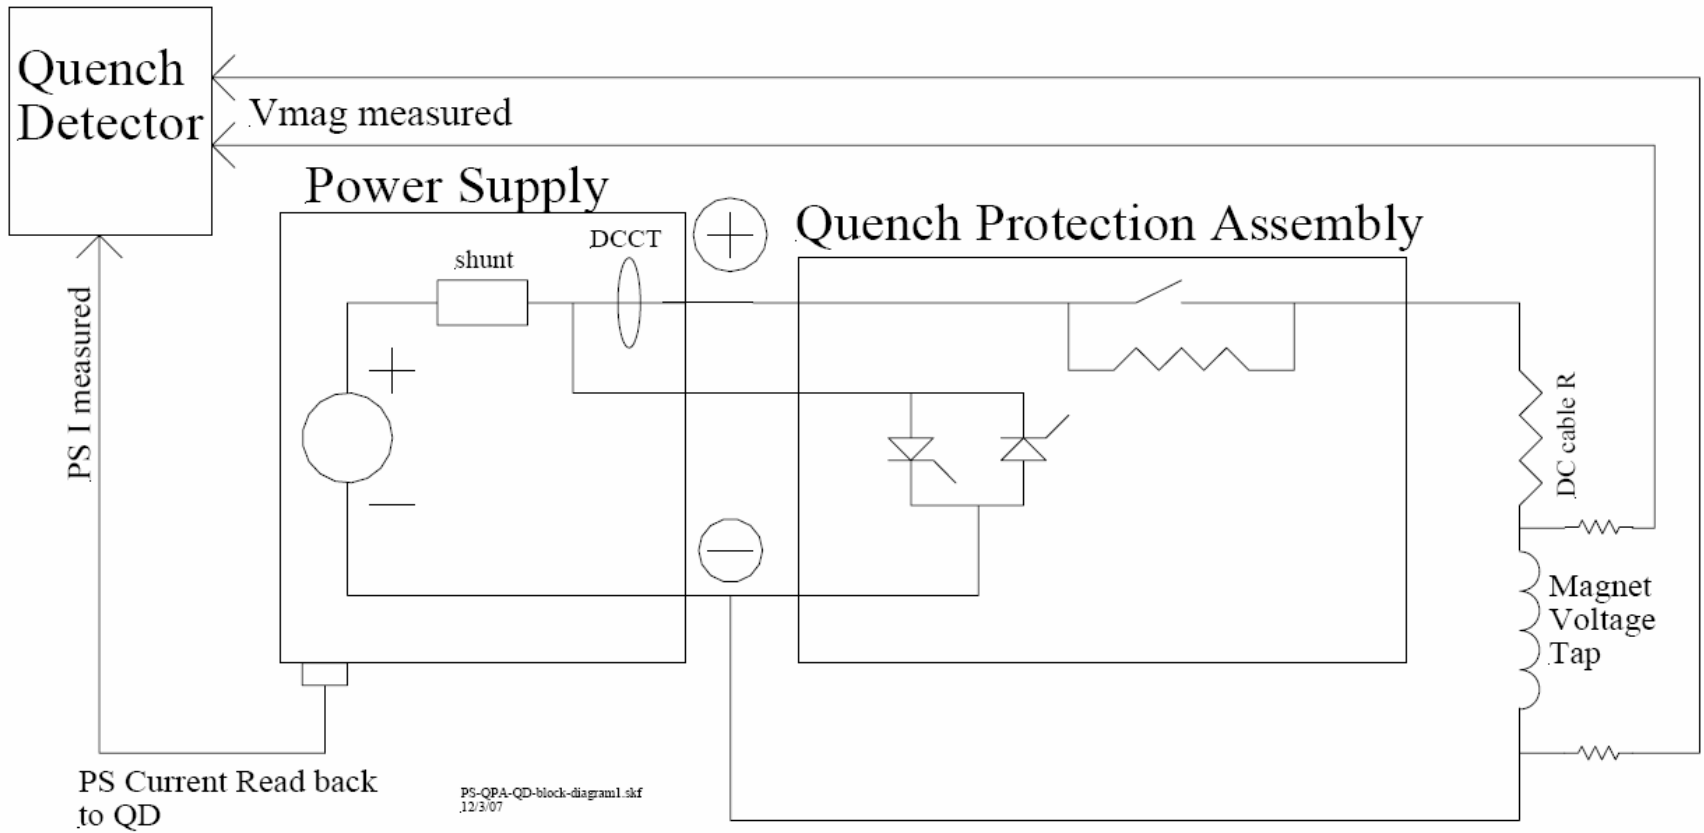 Quench
Detector
Vmag measured
Power Supply
Quench Protection Assembly
DCCT
shunt
PS I measured
DC cable R
Magnet
Voltage
Tap
PS Current Read back
to QD
PS-QPA-QD-block-diagram1.skf
12/3/07